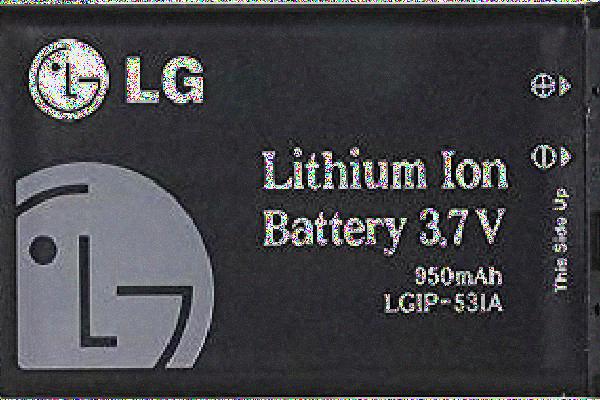 LG
Lithium Ion
Battery 3.7 V
950mAh
LGIP-531A
This Side Up